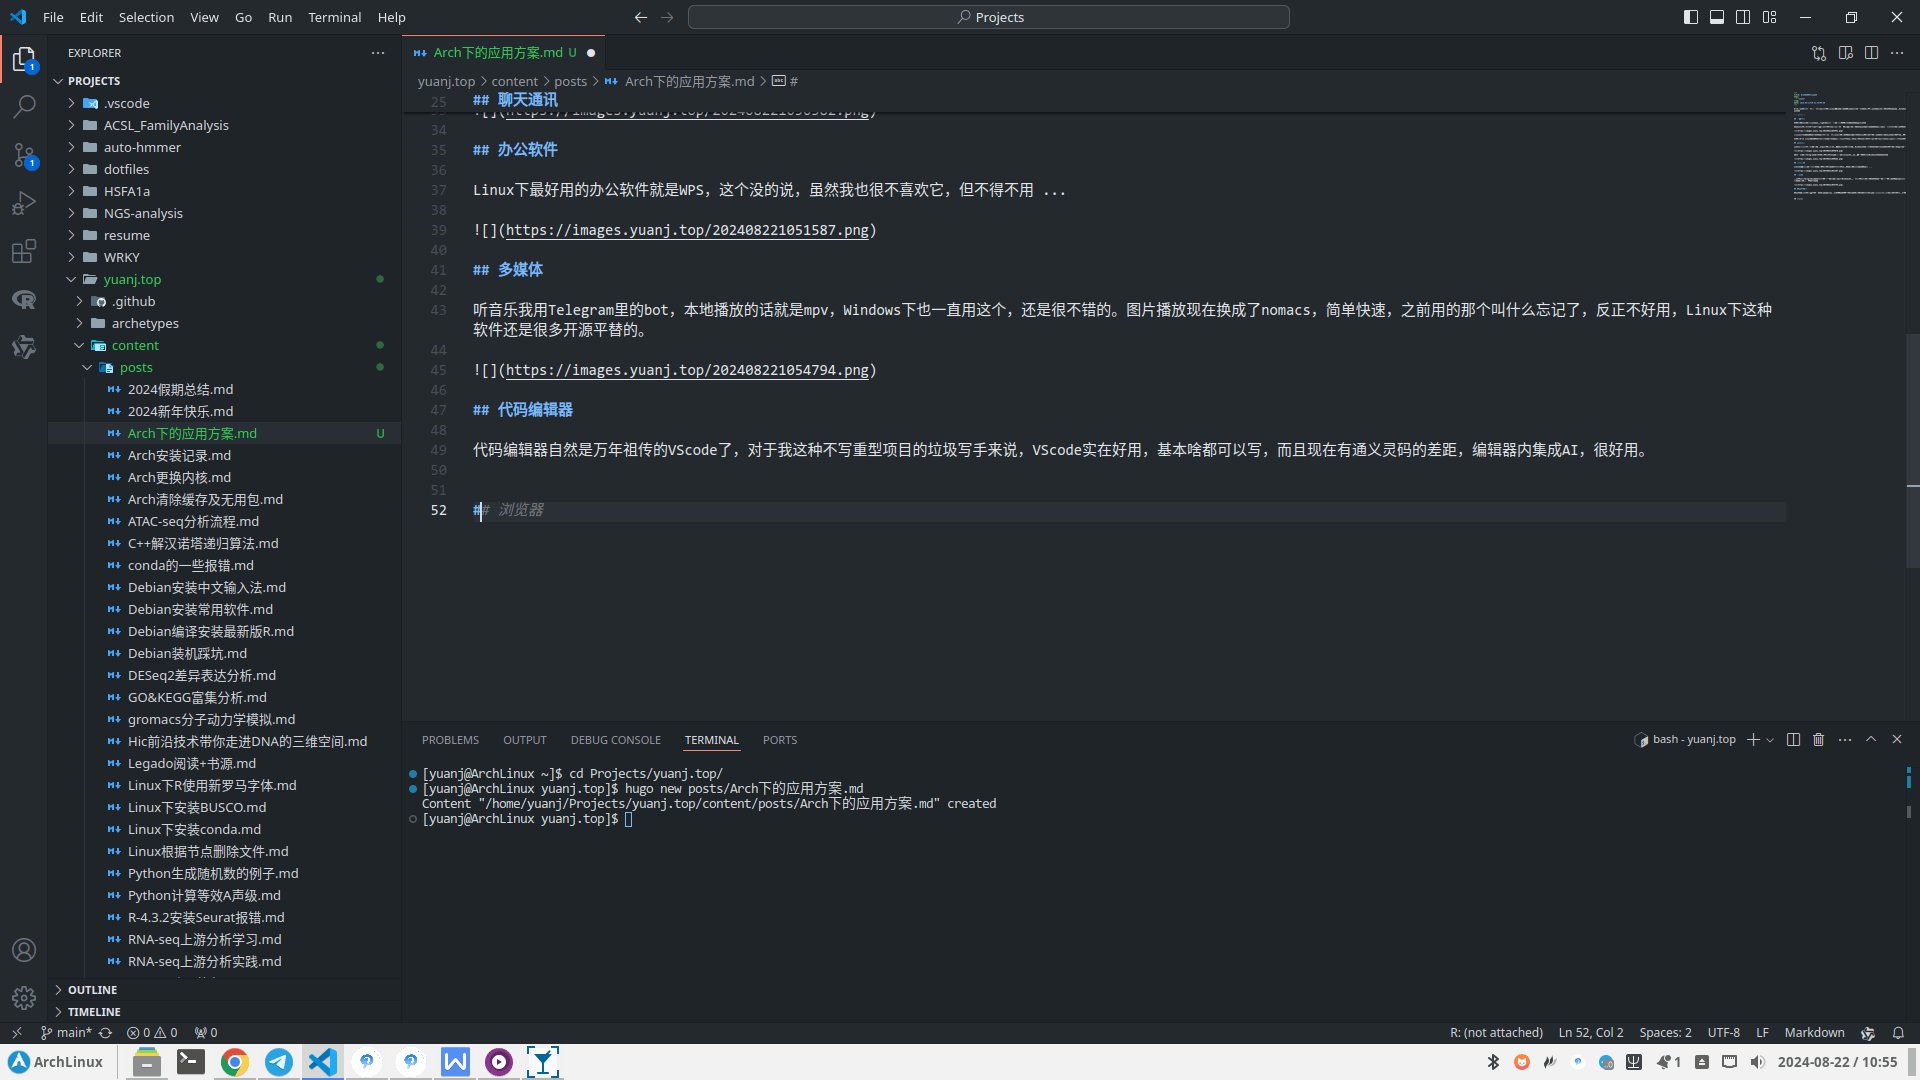 File Edit Selection View Go Run Terminal Help
Projects
EXPLORER
PROJECTS
.vscode
ACSL_FamilyAnalysis
auto-hmmer
dotfiles
HSFA1a
NGS-analysis
resume
WRKY
yuanj.top
.github
archetypes
content
posts
2024假期总结.md
2024新年快乐.md
Arch下的应用方案.md U
Arch安装记录.md
Arch更换内核.md
Arch清除缓存及无用包.md
ATAC-seq分析流程.md
C++解汉诺塔递归算法.md
conda的一些报错.md
Debian安装中文输入法.md
Debian安装常用软件.md
Debian编译安装最新版R.md
Debian装机踩坑.md
DESeq2差异表达分析.md
GO&KEGG富集分析.md
gromacs分子动力学模拟.md
Hic前沿技术带你走进DNA的三维空间.md
Legado阅读+书源.md
Linux下R使用新罗马字体.md
Linux下安装BUSCO.md
Linux下安装conda.md
Linux根据节点删除文件.md
Python生成随机数的例子.md
Python计算等效A声级.md
R-4.3.2安装Seurat报错.md
RNA-seq上游分析学习.md
RNA-seq上游分析实践.md
OUTLINE
TIMELINE
Arch下的应用方案.md U
yuanj.top > content > posts > Arch下的应用方案.md > #
25 ## 聊天通讯
34
35 ## 办公软件
36
37 Linux下最好用的办公软件就是WPS，这个没的说，虽然我也很不喜欢它，但不得不用 ...
38
39 ![](https://images.yuanj.top/202408221051587.png)
40
41 ## 多媒体
42
43 听音乐我用Telegram里的bot，本地播放的话就是mpv，Windows下也一直用这个，还是很不错的。图片播放现在换成了nomacs，简单快速，之前用的那个叫什么忘记了，反正不好用，Linux下这种
软件还是很多开源平替的。
44
45 ![](https://images.yuanj.top/202408221054794.png)
46
47 ## 代码编辑器
48
49 代码编辑器自然是万年祖传的VScode了，对于我这种不写重型项目的垃圾写手来说，VScode实在好用，基本啥都可以写，而且现在有通义灵码的差距，编辑器内集成AI，很好用。
50
51
52 ## 浏览器
PROBLEMS OUTPUT DEBUG CONSOLE TERMINAL PORTS
bash - yuanj.top
[yuanj@ArchLinux ~]$ cd Projects/yuanj.top/
[yuanj@ArchLinux yuanj.top]$ hugo new posts/Arch下的应用方案.md
Content "/home/yuanj/Projects/yuanj.top/content/posts/Arch下的应用方案.md" created
[yuanj@ArchLinux yuanj.top]$
main* 0 0 0
R: (not attached) Ln 52, Col 2 Spaces: 2 UTF-8 LF Markdown
ArchLinux
1 2024-08-22 / 10:55